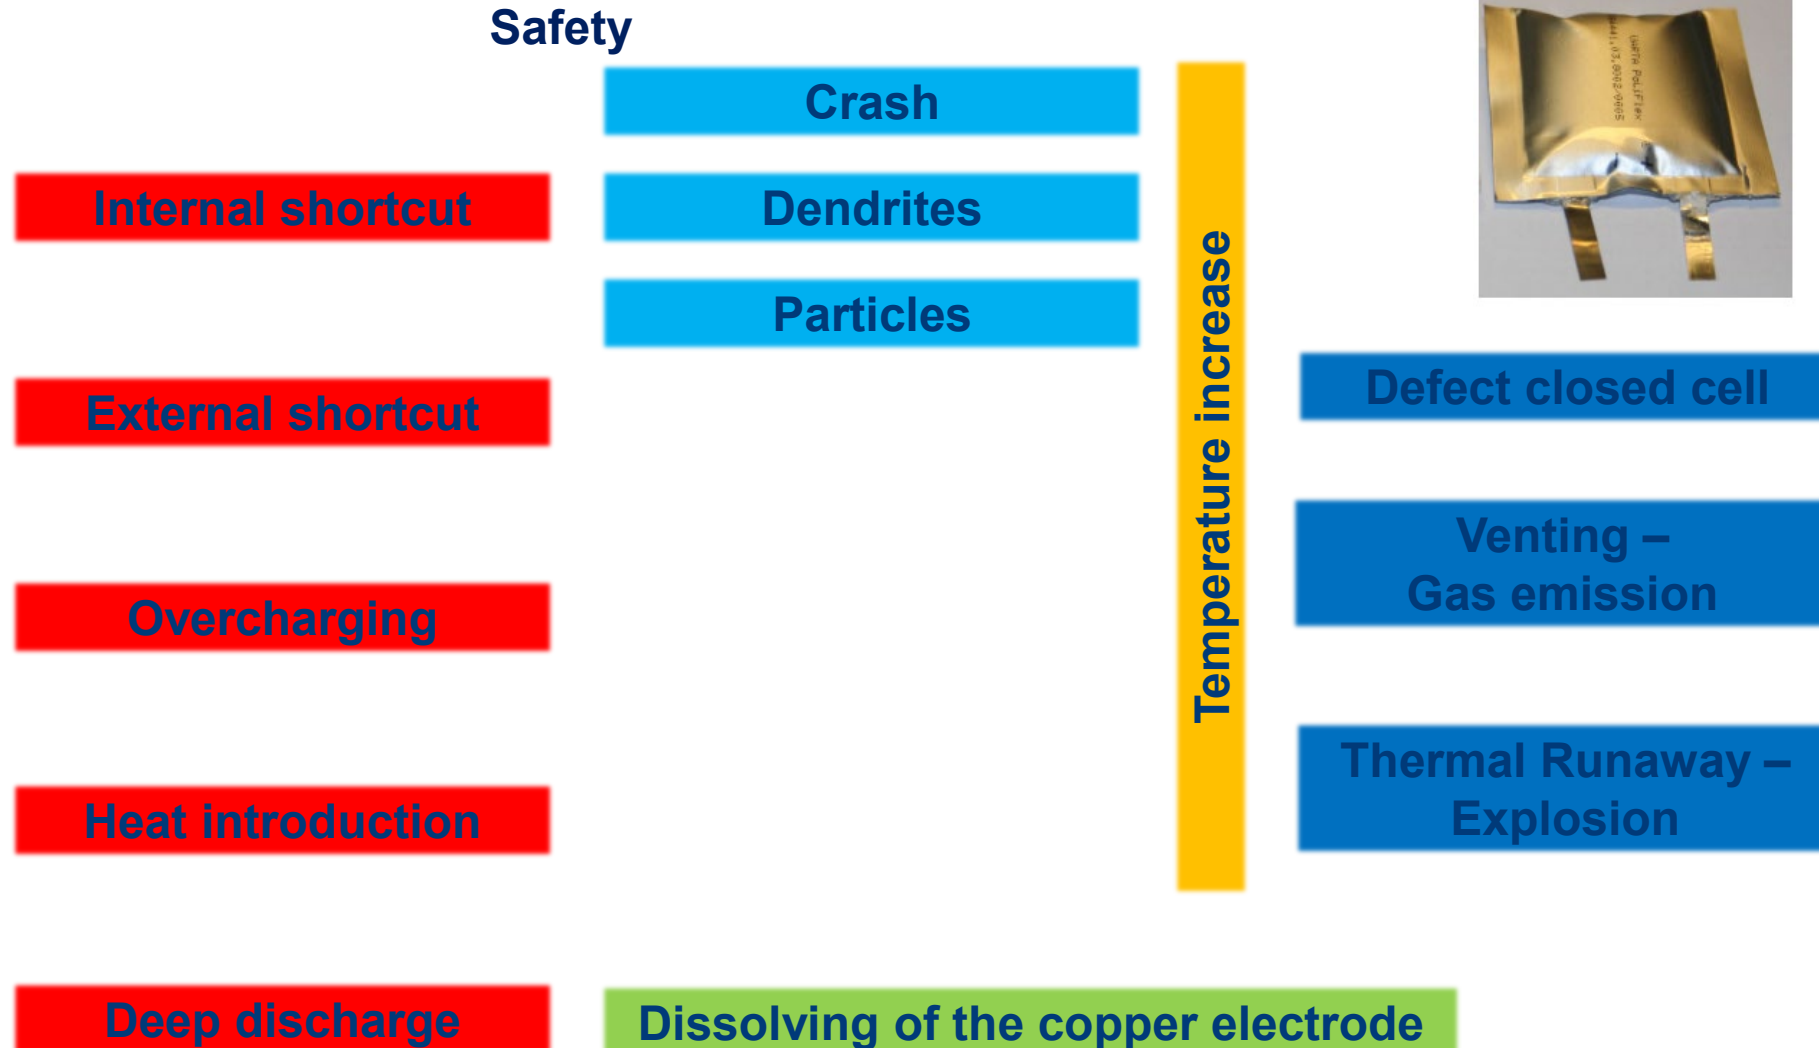 Safety
Crash
Internal shortcut
Dendrites
Particles
External shortcut
Overcharging
Heat introduction
Deep discharge
Dissolving of the copper electrode
Temperature increase
Defect closed cell
Venting –
Gas emission
Thermal Runaway –
Explosion